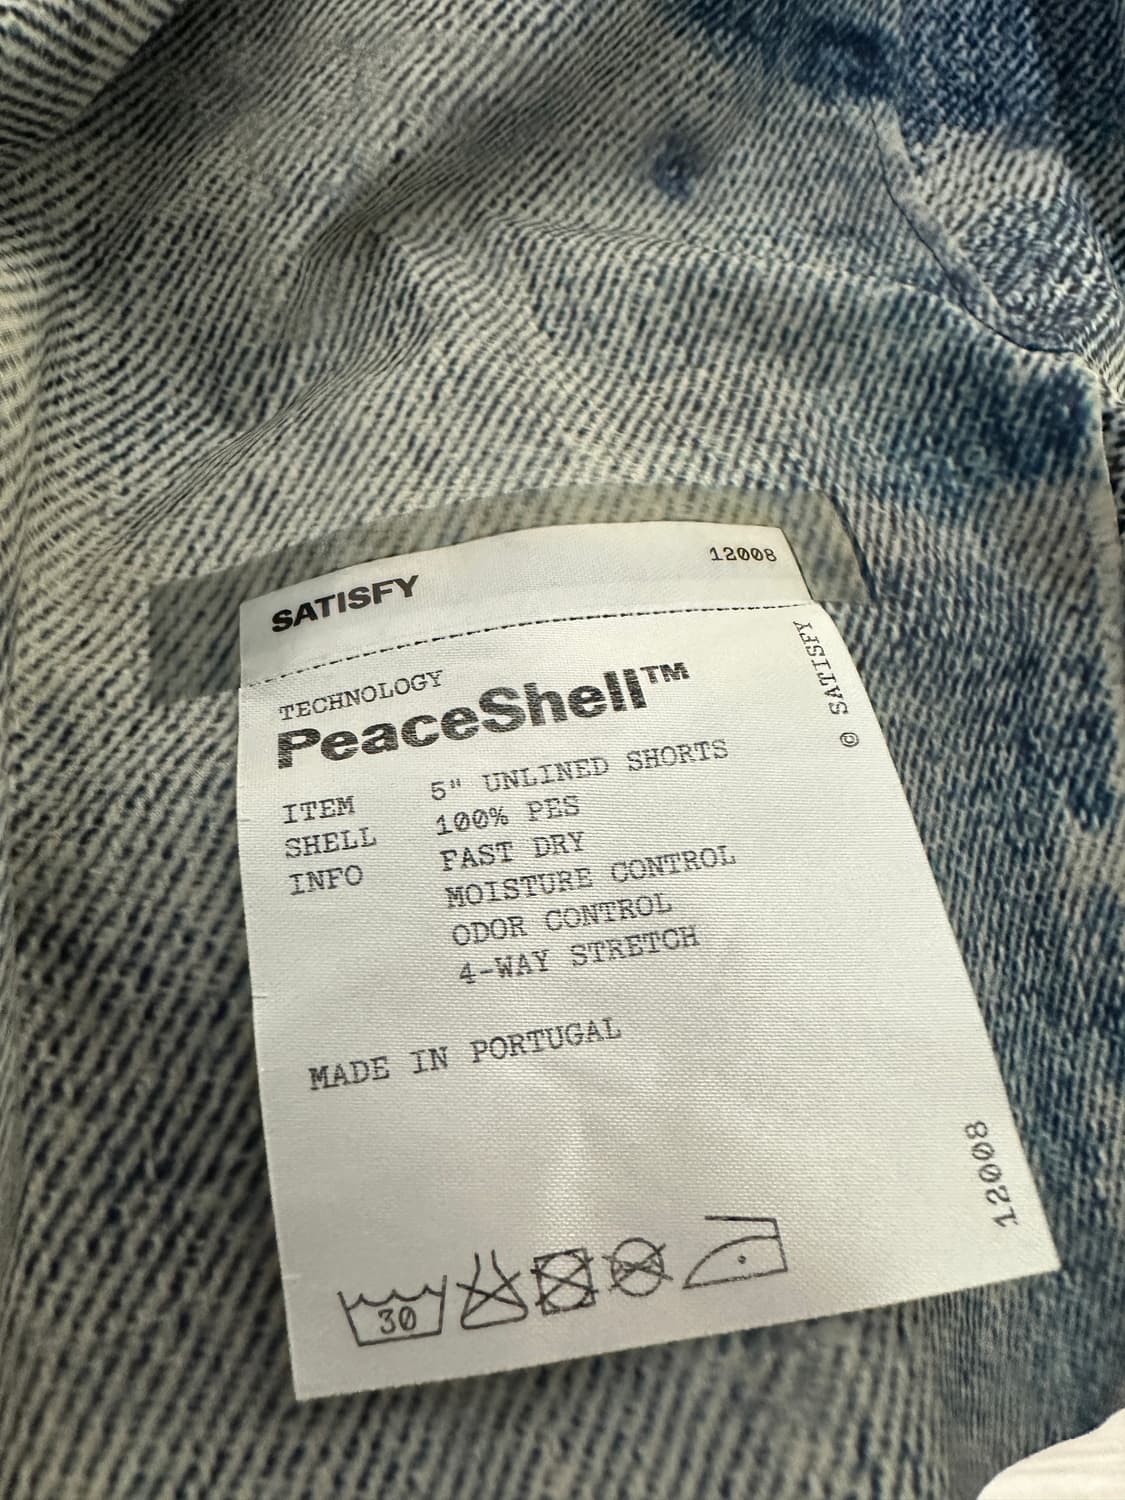 SATISFY 12008
TECHNOLOGY
PeaceShell™
ITEM 5" UNLINED SHORTS
SHELL 100% PES
INFO FAST DRY
MOISTURE CONTROL
ODOR CONTROL
4-WAY STRETCH
MADE IN PORTUGAL
© SATISFY
12008
30